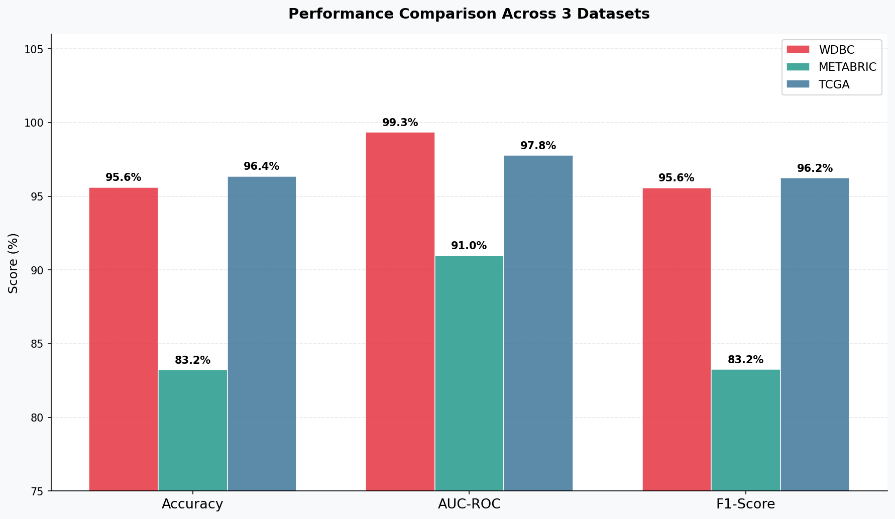 Performance Comparison Across 3 Datasets
WDBC
METABRIC
TCGA
Score (%)
105
100
95
90
85
80
75
95.6%
83.2%
96.4%
99.3%
91.0%
97.8%
95.6%
83.2%
96.2%
Accuracy
AUC-ROC
F1-Score